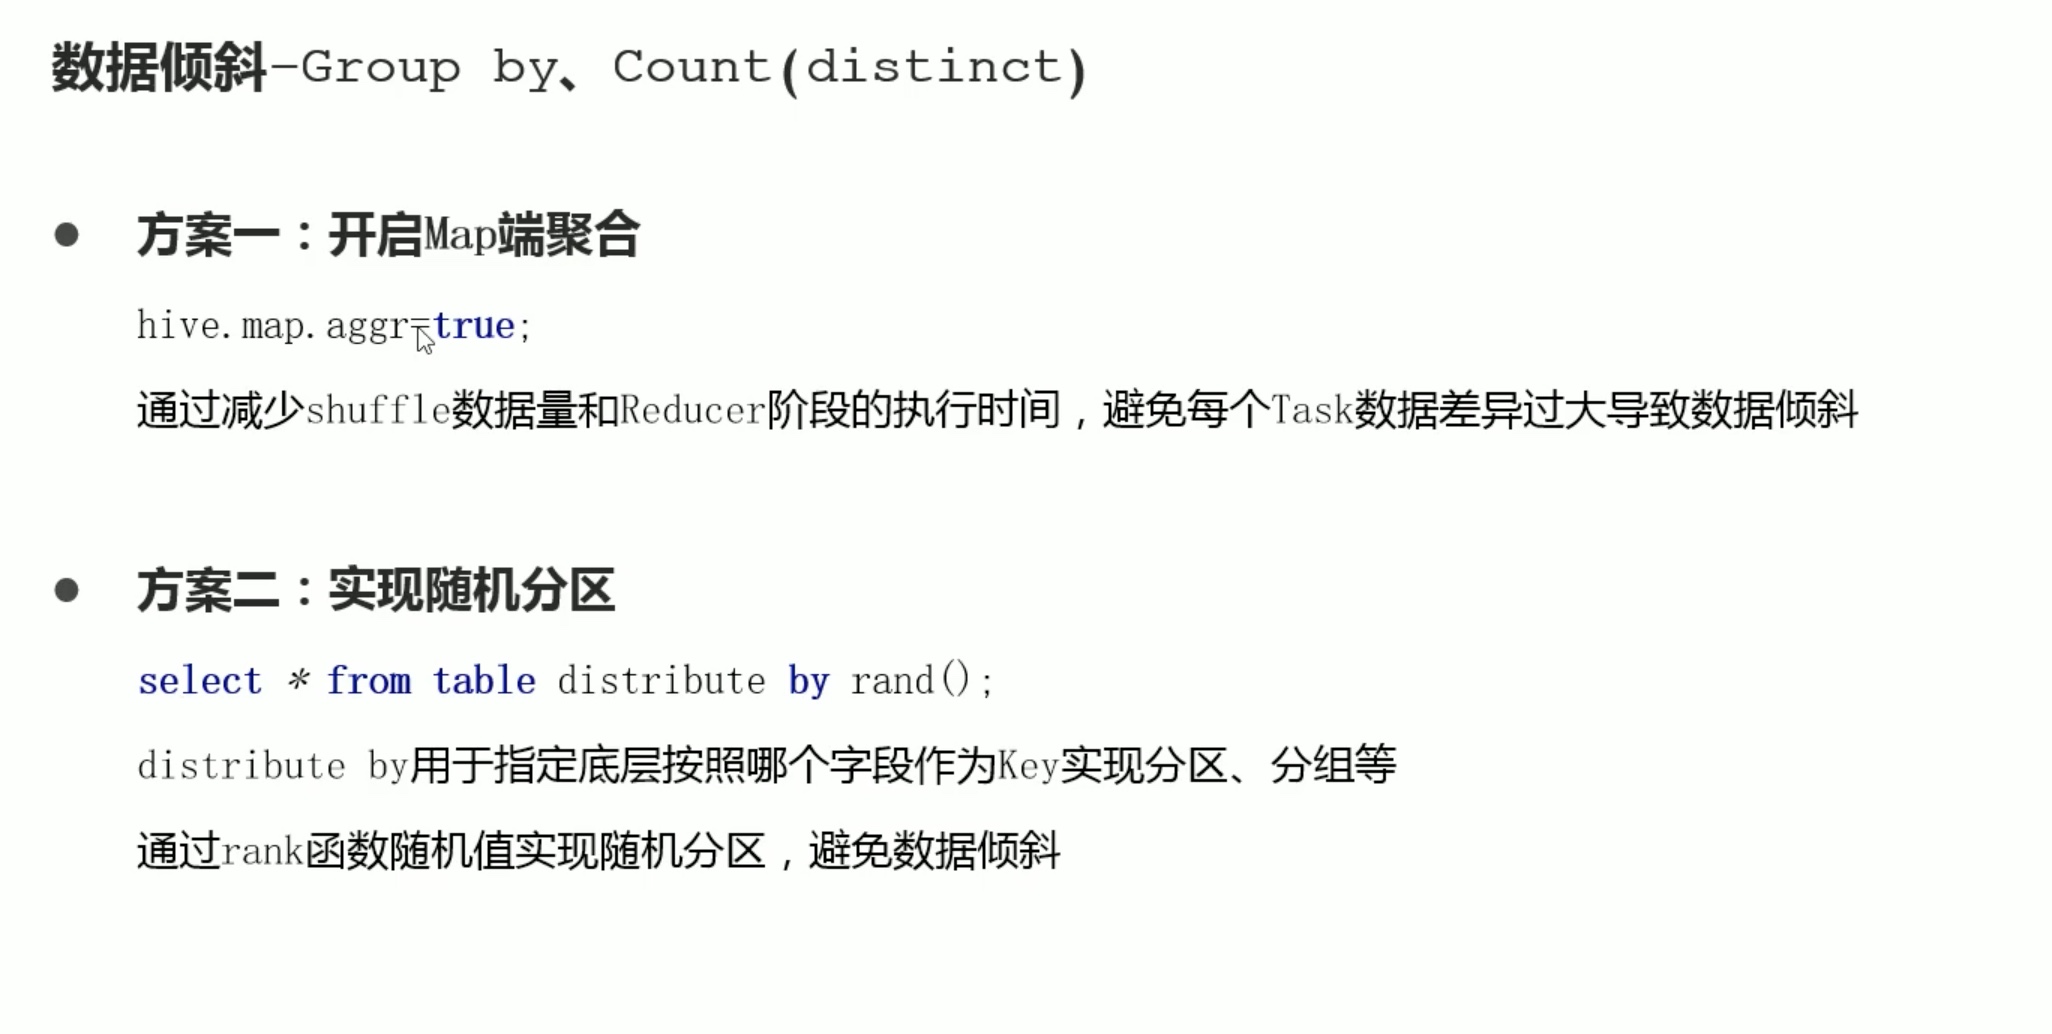 数据倾斜-Group by、Count(distinct)
● 方案一：开启Map端聚合
hive.map.aggr=true;
通过减少shuffle数据量和Reducer阶段的执行时间，避免每个Task数据差异过大导致数据倾斜
● 方案二：实现随机分区
select * from table distribute by rand();
distribute by用于指定底层按照哪个字段作为Key实现分区、分组等
通过rank函数随机值实现随机分区，避免数据倾斜